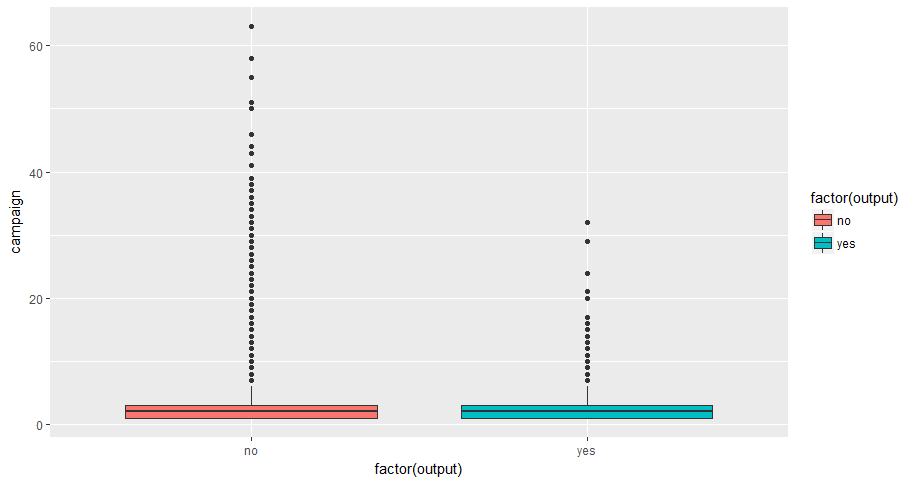 60
40
20
0
campaign
no
yes
factor(output)
factor(output)
no
yes